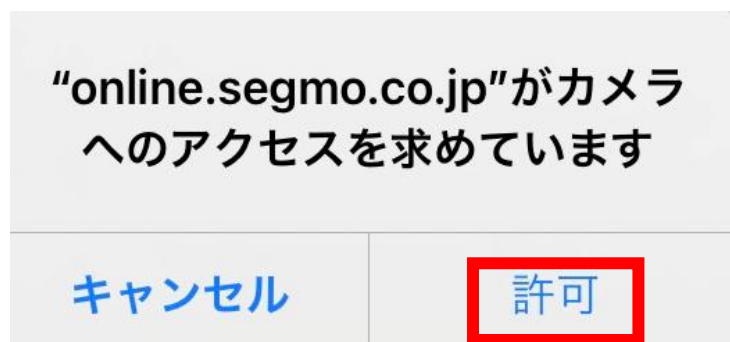 “online.segmo.co.jp”がカメラ
へのアクセスを求めています
キャンセル
許可